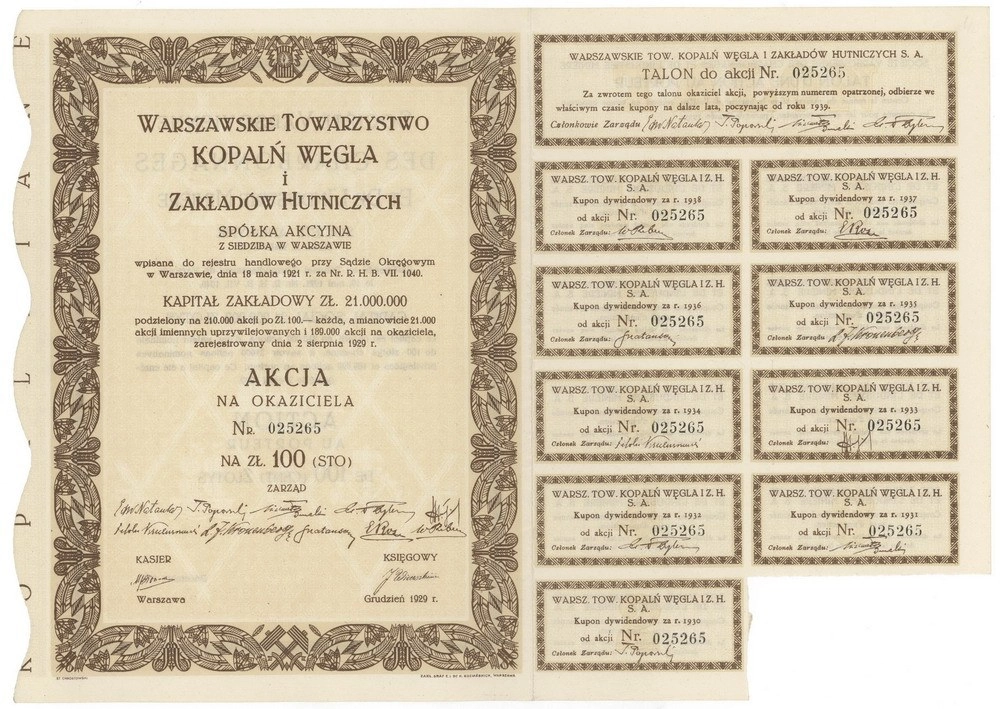 WARSZAWSKIE TOWARZYSTWO
KOPALŃ WĘGLA
i
ZAKŁADÓW HUTNICZYCH
SPÓŁKA AKCYJNA
Z SIEDZIBĄ W WARSZAWIE
wpisana do rejestru handlowego przy Sądzie Okręgowym
w Warszawie, dnia 18 maja 1921 r. za Nr. R. H. B. VII. 1040.
KAPITAŁ ZAKŁADOWY ZŁ. 21.000.000
podzielony na 210.000 akcji po Zł. 100.— każda, a mianowicie 21.000
akcji imiennych uprzywilejowanych i 189.000 akcji na okaziciela,
zarejestrowany dnia 2 sierpnia 1929 r.
AKCJA
NA OKAZICIELA
NR. 025265
NA ZŁ. 100 (STO)
ZARZĄD
KASJER
KSIĘGOWY
Warszawa
Grudzień 1929 r.
WARSZAWSKIE TOW. KOPALŃ WĘGLA I ZAKŁADÓW HUTNICZYCH S. A.
TALON do akcji Nr. 025265
Za zwrotem tego talonu okaziciel akcji, powyższym numerem opatrzonej, odbierze we
właściwym czasie kupony na dalsze lata, poczynając od roku 1939.
Członkowie Zarządu
WARSZ. TOW. KOPALŃ WĘGLA I Z. H.
S. A.
Kupon dywidendowy za r. 1938
od akcji Nr. 025265
Członek Zarządu:
WARSZ. TOW. KOPALŃ WĘGLA I Z. H.
S. A.
Kupon dywidendowy za r. 1937
od akcji Nr. 025265
Członek Zarządu:
WARSZ. TOW. KOPALŃ WĘGLA I Z. H.
S. A.
Kupon dywidendowy za r. 1936
od akcji Nr. 025265
Członek Zarządu:
WARSZ. TOW. KOPALŃ WĘGLA I Z. H.
S. A.
Kupon dywidendowy za r. 1935
od akcji Nr. 025265
Członek Zarządu:
WARSZ. TOW. KOPALŃ WĘGLA I Z. H.
S. A.
Kupon dywidendowy za r. 1934
od akcji Nr. 025265
Członek Zarządu:
WARSZ. TOW. KOPALŃ WĘGLA I Z. H.
S. A.
Kupon dywidendowy za r. 1933
od akcji Nr. 025265
Członek Zarządu:
WARSZ. TOW. KOPALŃ WĘGLA I Z. H.
S. A.
Kupon dywidendowy za r. 1932
od akcji Nr. 025265
Członek Zarządu:
WARSZ. TOW. KOPALŃ WĘGLA I Z. H.
S. A.
Kupon dywidendowy za r. 1931
od akcji Nr. 025265
Członek Zarządu:
WARSZ. TOW. KOPALŃ WĘGLA I Z. H.
S. A.
Kupon dywidendowy za r. 1930
od akcji Nr. 025265
Członek Zarządu: